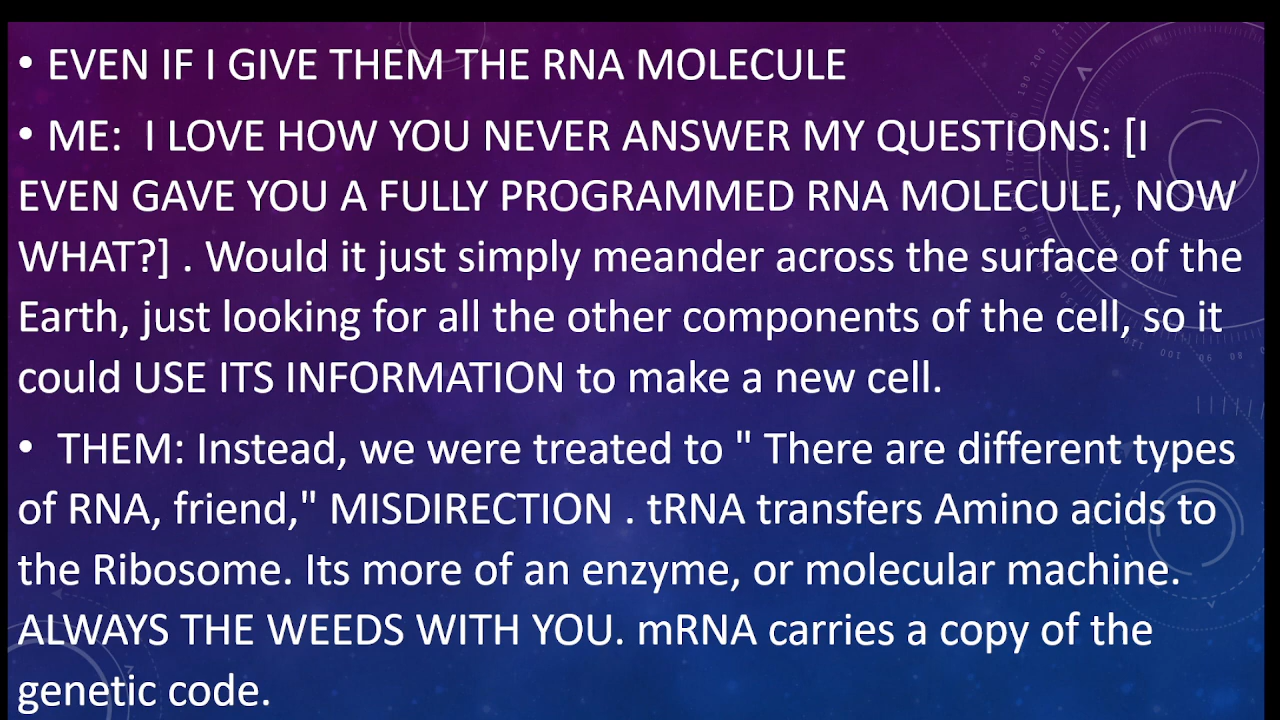 • EVEN IF I GIVE THEM THE RNA MOLECULE
• ME:  I LOVE HOW YOU NEVER ANSWER MY QUESTIONS: [I
EVEN GAVE YOU A FULLY PROGRAMMED RNA MOLECULE, NOW
WHAT?] . Would it just simply meander across the surface of the
Earth, just looking for all the other components of the cell, so it
could USE ITS INFORMATION to make a new cell.
•  THEM: Instead, we were treated to " There are different types
of RNA, friend," MISDIRECTION . tRNA transfers Amino acids to
the Ribosome. Its more of an enzyme, or molecular machine.
ALWAYS THE WEEDS WITH YOU. mRNA carries a copy of the
genetic code.